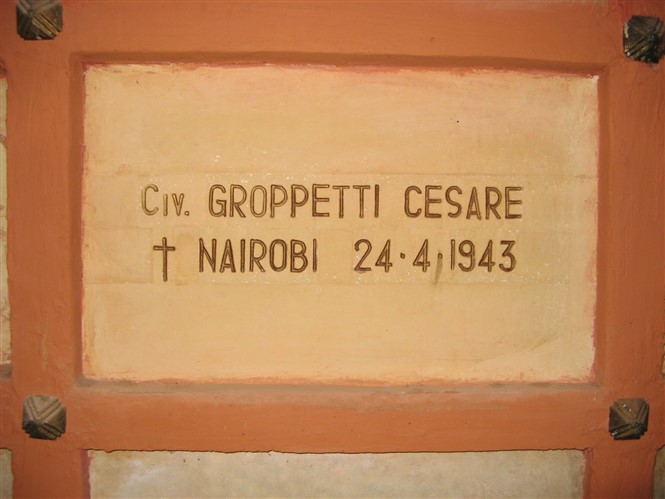 Civ. GROPPETTI CESARE
† NAIROBI 24·4·1943